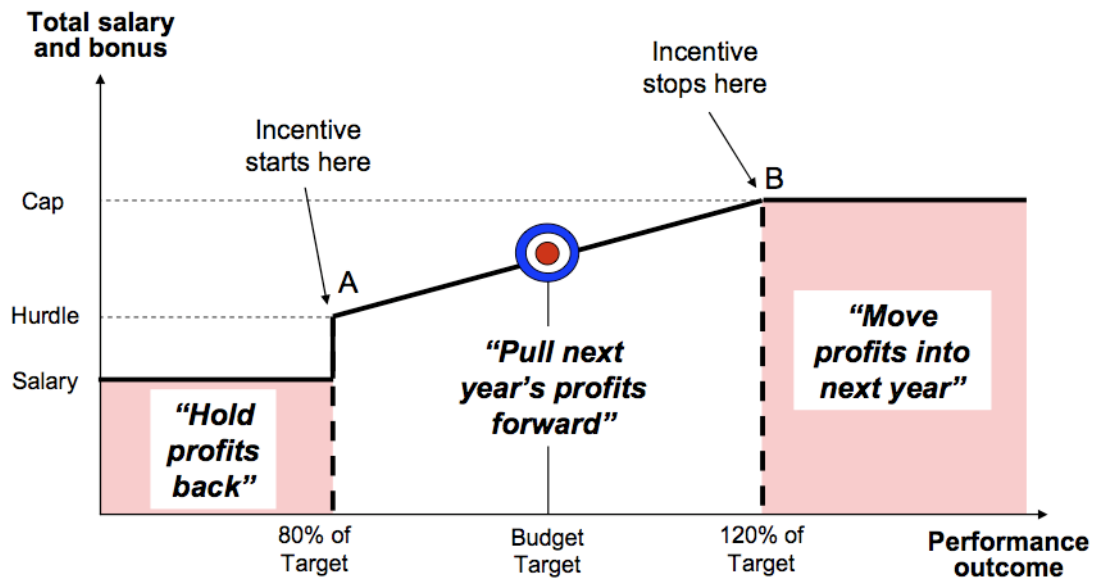 Total salary
and bonus
Incentive
stops here
Incentive
starts here
Cap
B
A
Hurdle
Salary
“Hold
profits
back”
“Pull next
year’s profits
forward”
“Move
profits into
next year”
80% of
Target
Budget
Target
120% of
Target
Performance
outcome